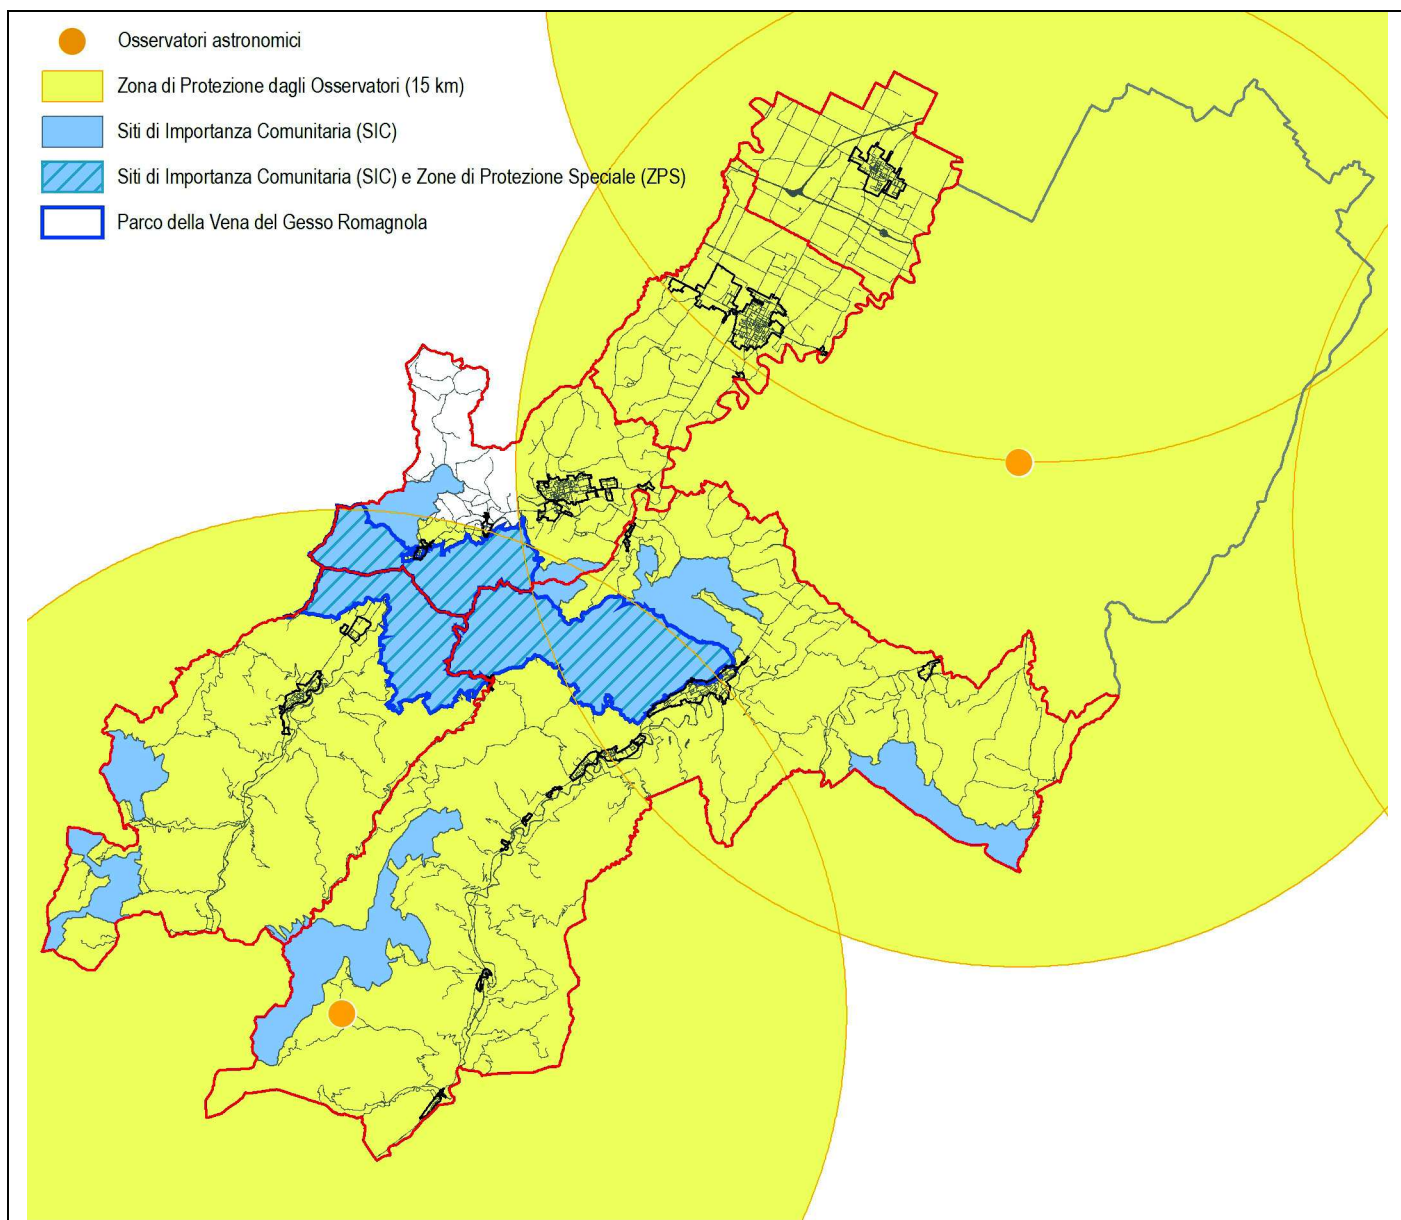 Osservatori astronomici
Zona di Protezione dagli Osservatori (15 km)
Siti di Importanza Comunitaria (SIC)
Siti di Importanza Comunitaria (SIC) e Zone di Protezione Speciale (ZPS)
Parco della Vena del Gesso Romagnola